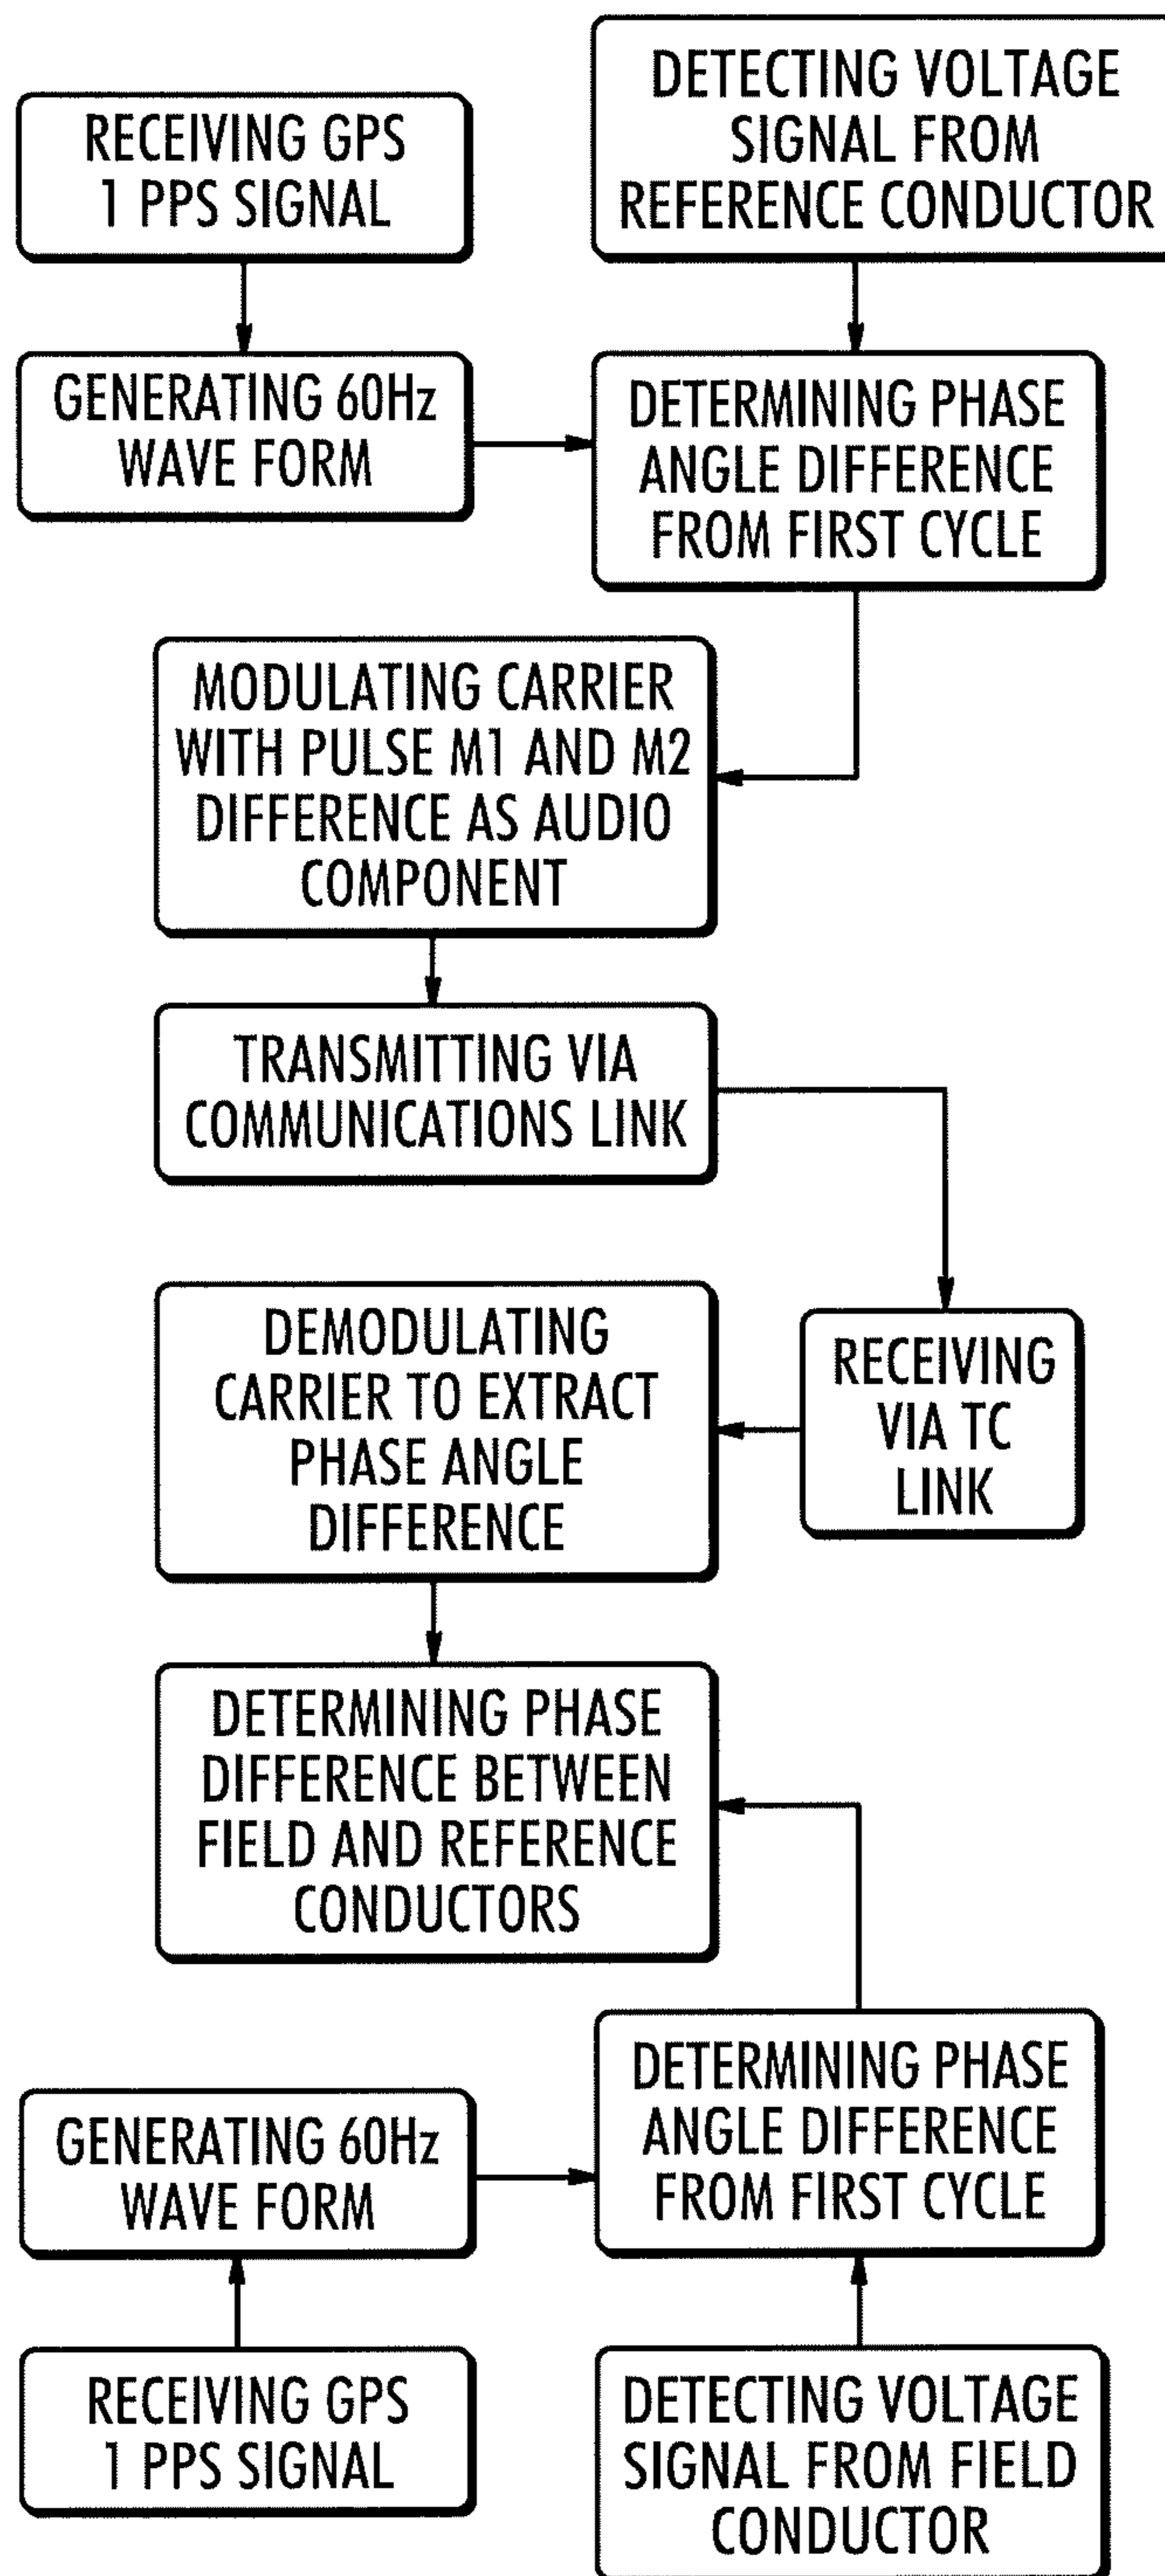 RECEIVING GPS
1 PPS SIGNAL
DETECTING VOLTAGE
SIGNAL FROM
REFERENCE CONDUCTOR
GENERATING 60Hz
WAVE FORM
DETERMINING PHASE
ANGLE DIFFERENCE
FROM FIRST CYCLE
MODULATING CARRIER
WITH PULSE M1 AND M2
DIFFERENCE AS AUDIO
COMPONENT
TRANSMITTING VIA
COMMUNICATIONS LINK
RECEIVING
VIA TC
LINK
DEMODULATING
CARRIER TO EXTRACT
PHASE ANGLE
DIFFERENCE
DETERMINING PHASE
DIFFERENCE BETWEEN
FIELD AND REFERENCE
CONDUCTORS
DETERMINING PHASE
ANGLE DIFFERENCE
FROM FIRST CYCLE
GENERATING 60Hz
WAVE FORM
RECEIVING GPS
1 PPS SIGNAL
DETECTING VOLTAGE
SIGNAL FROM FIELD
CONDUCTOR